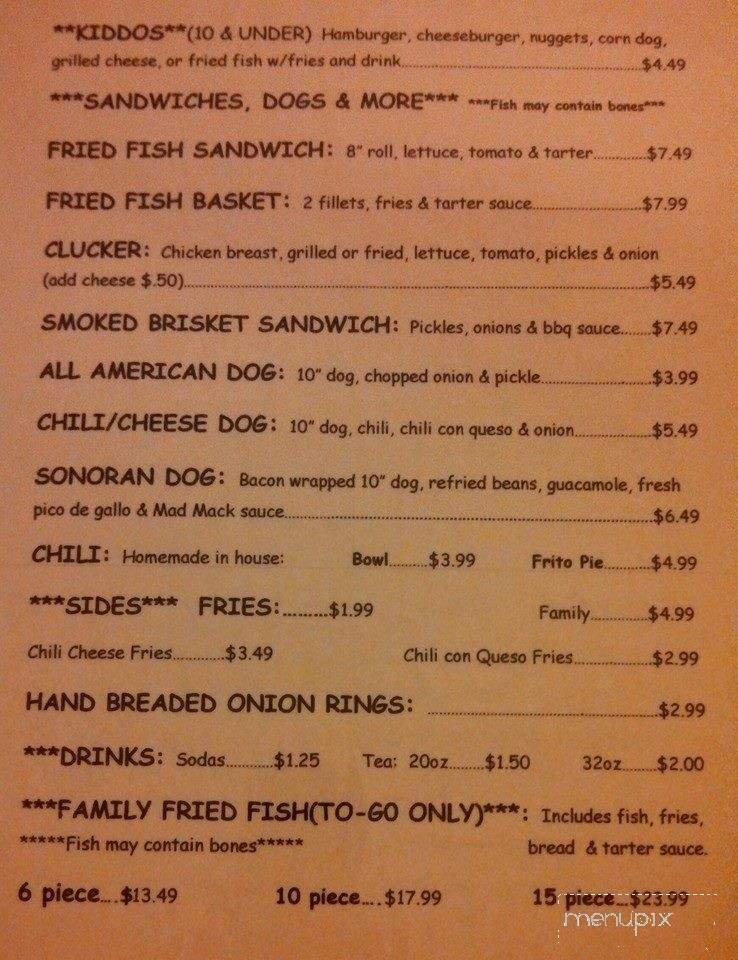 **KIDDOS**(10 & UNDER) Hamburger, cheeseburger, nuggets, corn dog,
grilled cheese, or fried fish w/fries and drink...............$4.49
***SANDWICHES, DOGS & MORE*** ***Fish may contain bones***
FRIED FISH SANDWICH: 8" roll, lettuce, tomato & tarter............$7.49
FRIED FISH BASKET: 2 fillets, fries & tarter sauce...............$7.99
CLUCKER: Chicken breast, grilled or fried, lettuce, tomato, pickles & onion
(add cheese $.50)...............$5.49
SMOKED BRISKET SANDWICH: Pickles, onions & bbq sauce.......$7.49
ALL AMERICAN DOG: 10" dog, chopped onion & pickle...............$3.99
CHILI/CHEESE DOG: 10" dog, chili, chili con queso & onion...............$5.49
SONORAN DOG: Bacon wrapped 10" dog, refried beans, guacamole, fresh
pico de gallo & Mad Mack sauce...............$6.49
CHILI: Homemade in house: Bowl.........$3.99 Frito Pie...........$4.99
***SIDES*** FRIES:.........$1.99 Family.............$4.99
Chili Cheese Fries............$3.49 Chili con Queso Fries...............$2.99
HAND BREADED ONION RINGS: ...............$2.99
***DRINKS: Sodas...........$1.25 Tea: 20oz........$1.50 32oz........$2.00
***FAMILY FRIED FISH(TO-GO ONLY)***: Includes fish, fries,
*****Fish may contain bones***** bread & tarter sauce.
6 piece....$13.49 10 piece....$17.99 15 piece...$23.99
menupix